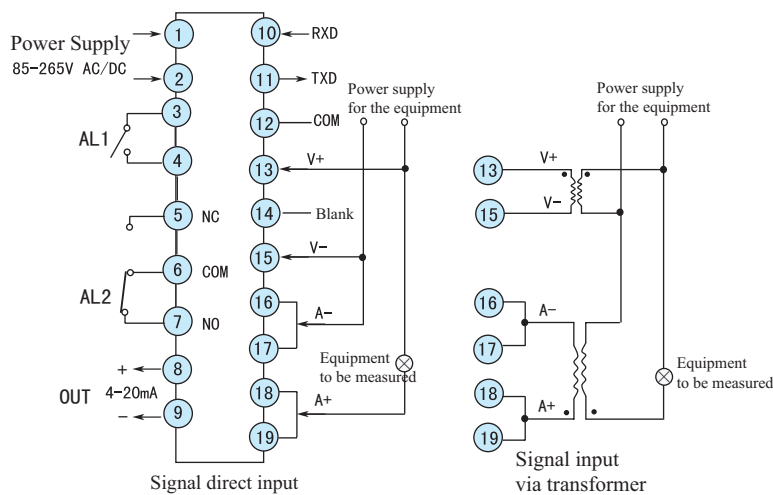 Power Supply
85-265V AC/DC
1
2
3
AL1
4
5 NC
6 COM
AL2
7 NO
+ 8
OUT 4-20mA
- 9
10 RXD
11 TXD
12 COM
Power supply
for the equipment
13 V+
14 Blank
15 V-
16
A-
17
Equipment
to be measured
18
A+
19
Signal direct input
Power supply
for the equipment
13 V+
15 V-
16
A-
17
Equipment
to be measured
18
A+
19
Signal input
via transformer